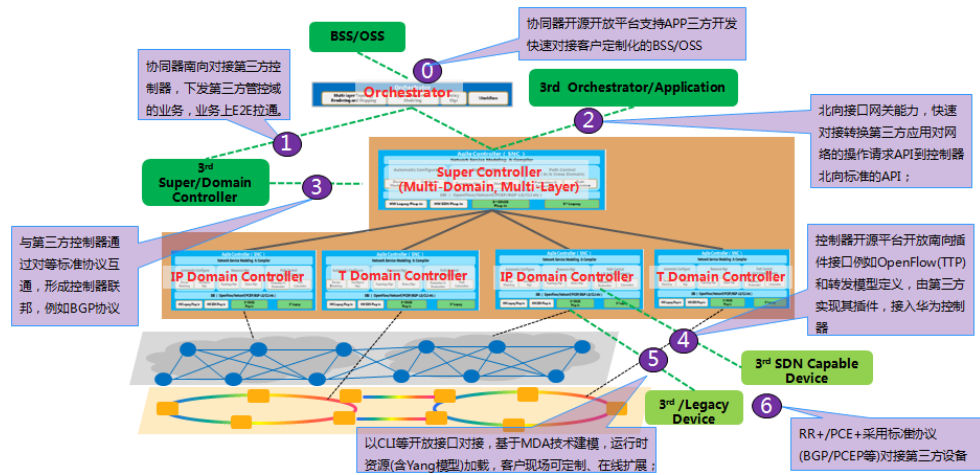 BSS/OSS
0
协同器开源开放平台支持APP三方开发
快速对接客户定制化的BSS/OSS
协同器南向对接第三方控
制器，下发第三方管控域
的业务，业务上E2E拉通。
Orchestrator
Workflow
3rd Orchestrator/Application
1
2
北向接口网关能力，快速
对接转换第三方应用对网
络的操作请求API到控制器
北向标准的API；
3rd
Super/Domain
Controller
3
Agile Controller ( SNC )
Super Controller
(Multi-Domain, Multi-Layer)
与第三方控制器通
过对等标准协议互
通，形成控制器联
邦，例如BGP协议
IP Domain Controller
T Domain Controller
IP Domain Controller
T Domain Controller
控制器开源平台开放南向插
件接口例如OpenFlow(TTP)
和转发模型定义，由第三方
实现其插件，接入华为控制
器
4
5
3rd SDN Capable
Device
3rd /Legacy
Device
6
以CLI等开放接口对接，基于MDA技术建模，运行时
资源(含Yang模型)加载，客户现场可定制、在线扩展；
RR+/PCE+采用标准协议
(BGP/PCEP等)对接第三方设备